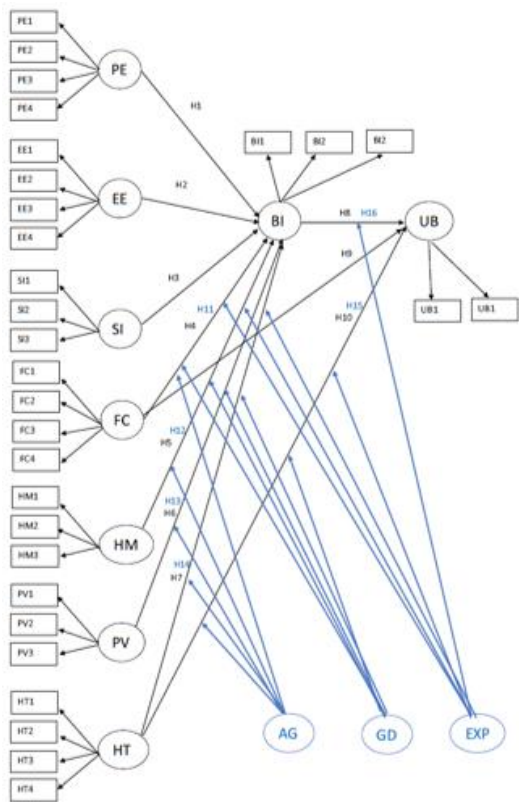 PE1
PE2
PE3
PE4
PE
H1
EE1
EE2
EE3
EE4
EE
H2
BI1
BI2
BI2
BI
H8
H16
UB
H9
UB1
UB1
SI1
SI2
SI3
SI
H3
H11
H4
H15
H10
FC1
FC2
FC3
FC4
FC
H12
H5
HM1
HM2
HM3
HM
H13
H6
PV1
PV2
PV3
PV
H14
H7
HT1
HT2
HT3
HT4
HT
AG
GD
EXP